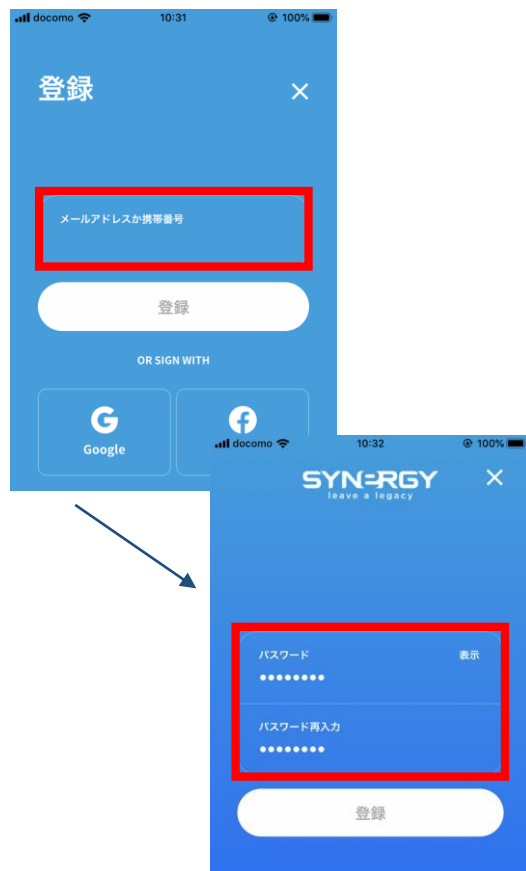 docomo 10:31 100%
登録
メールアドレスか携帯番号
登録
OR SIGN WITH
Google
docomo 10:32 100%
SYNERGY
leave a legacy
パスワード 表示
●●●●●●●●
パスワード再入力
●●●●●●●●
登録